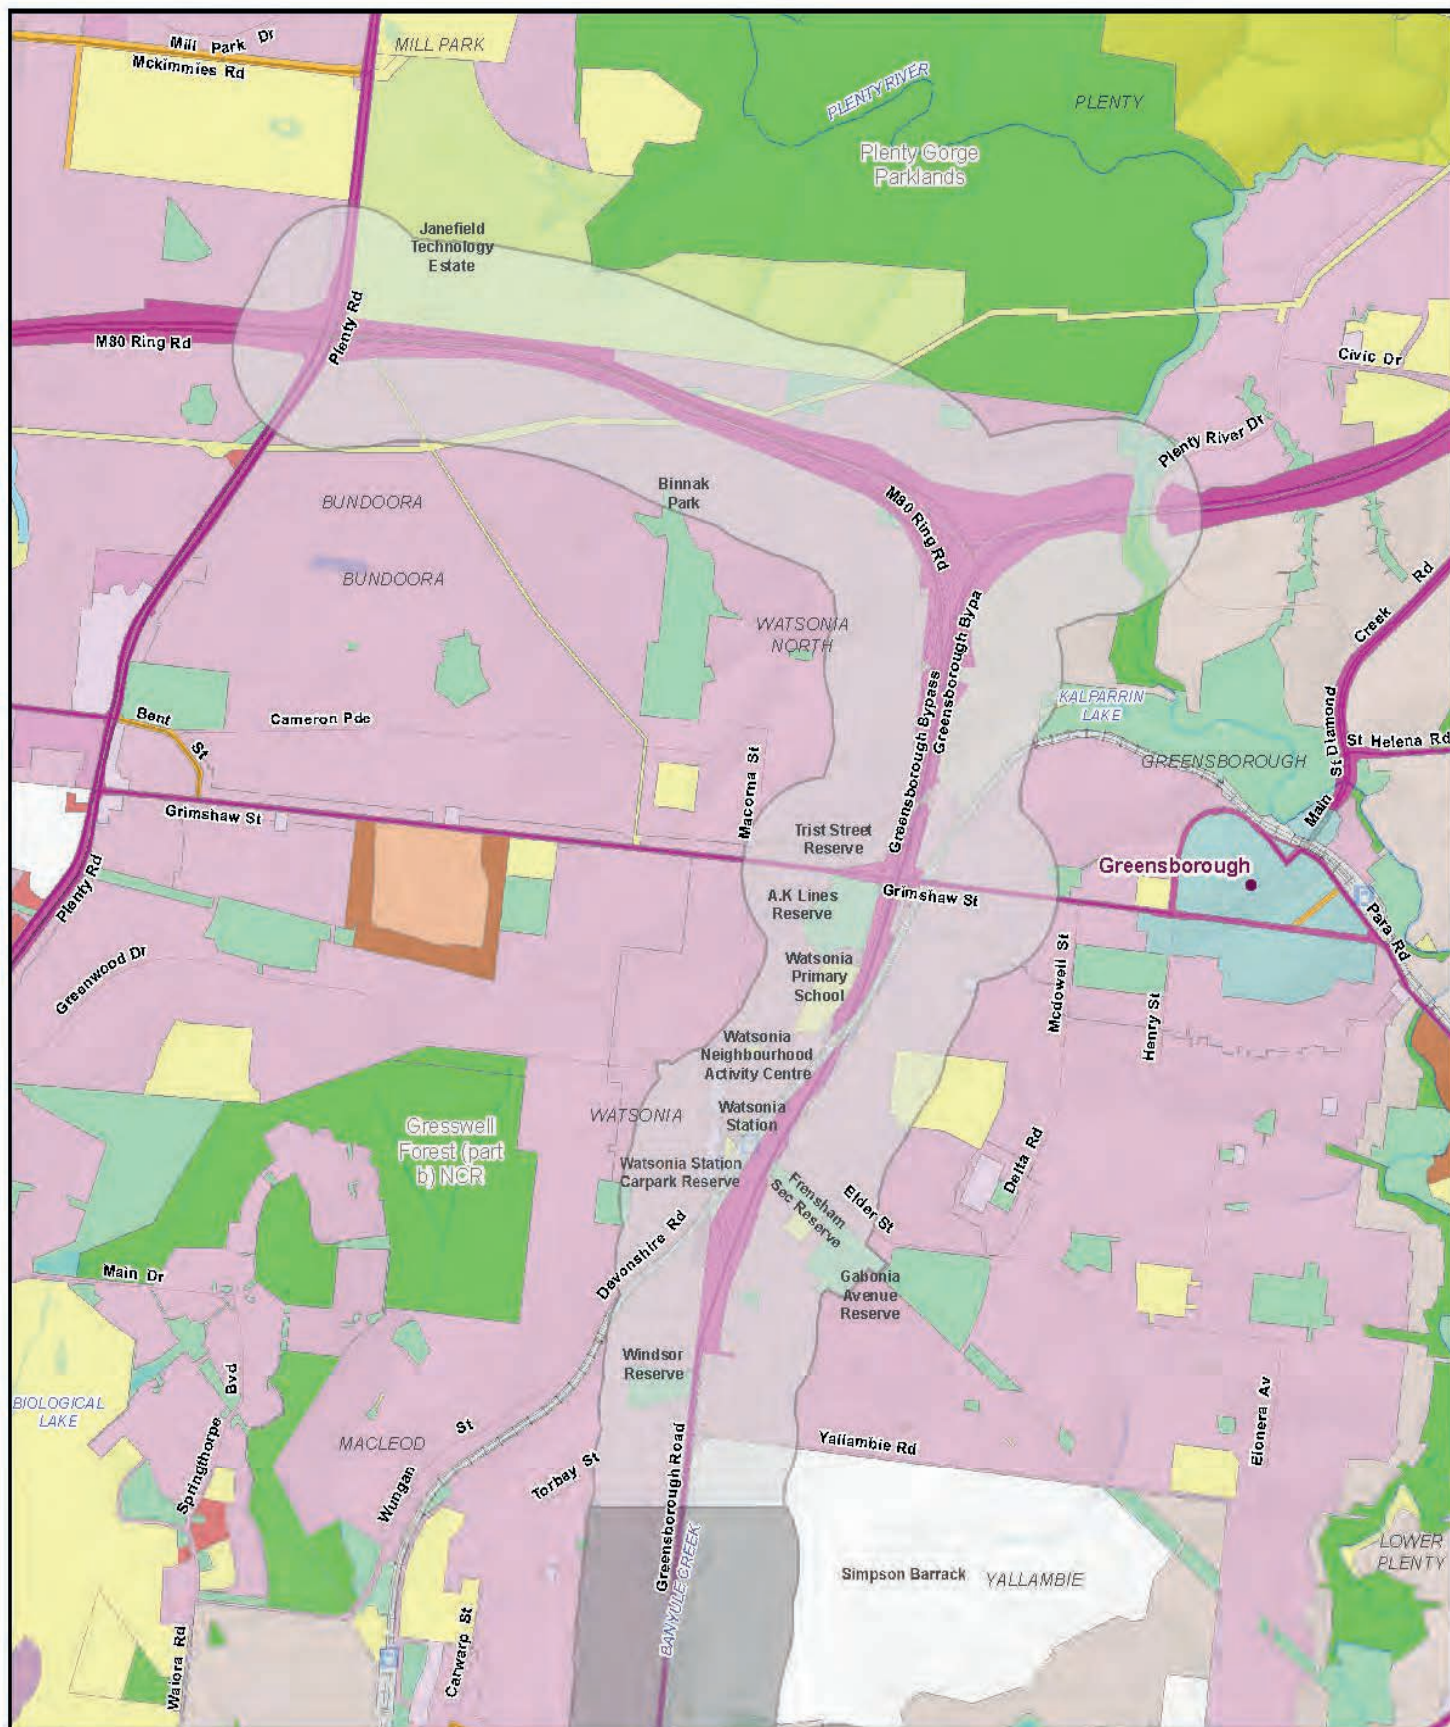 Mill Park Dr
MILL PARK
Mckimmies Rd
PLENTY RIVER
PLENTY
Plenty Gorge
Parklands
Janefield
Technology
Estate
Plenty Rd
M80 Ring Rd
Civic Dr
Plenty River Dr
BUNDOORA
Binnak
Park
M80 Ring Rd
BUNDOORA
WATSONIA
NORTH
Greensborough Bypa
Greensborough Bypass
Creek Rd
KALPARRIN
LAKE
Bent St
Cameron Pde
Macorna St
GREENSBOROUGH
St Helena Rd
Main St Diamond
Grimshaw St
Trist Street
Reserve
Greensborough
Plenty Rd
A.K Lines
Reserve
Grimshaw St
Para Rd
Greenwood Dr
Watsonia
Primary
School
Mcdowell St
Henry St
Watsonia
Neighbourhood
Activity Centre
WATSONIA
Watsonia
Station
Gresswell
Forest (part
b) NCR
Watsonia Station
Carpark Reserve
Frensham
Sec Reserve
Elder St
Delta Rd
Devonshire Rd
Main Dr
Gabonia
Avenue
Reserve
Windsor
Reserve
BIOLOGICAL
LAKE
Springthorpe Bvd
MACLEOD
Wungan St
Torbay St
Greensborough Road
Yallambie Rd
Elonera Av
LOWER
PLENTY
Simpson Barrack
YALLAMBIE
BANYULE CREEK
Waiora Rd
Carwarp St